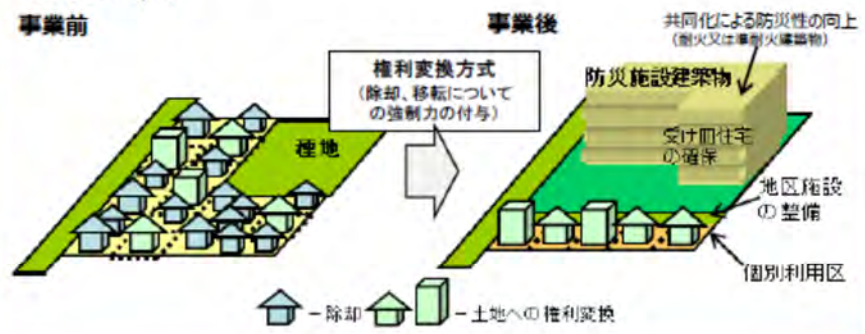 事業前
事業後
共同化による防災性の向上
（耐火又は準耐火建築物）
権利変換方式
（除却、移転について
の強制力の付与）
防災施設建築物
種地
受け皿住宅
の確保
地区施設
の整備
個別利用区
－除却
－土地への権利変換